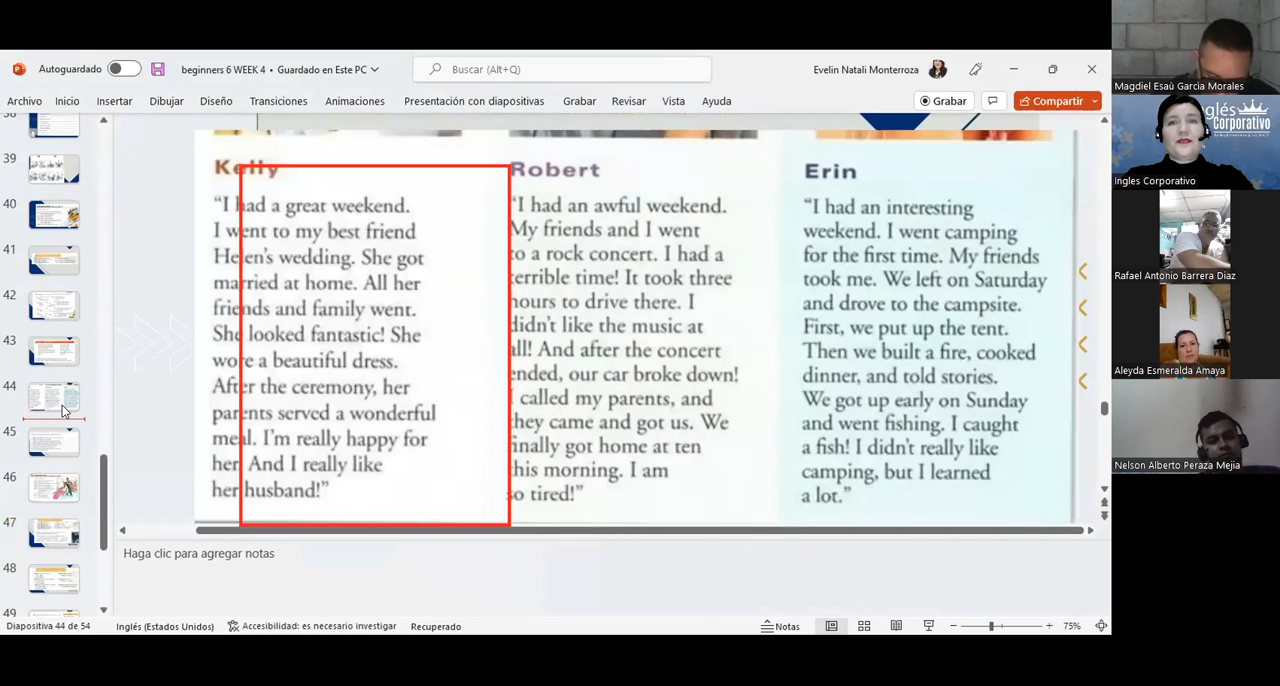 Autoguardado
beginners 6 WEEK 4 • Guardado en Este PC
Buscar (Alt+Q)
Evelin Natali Monterroza
Archivo Inicio Insertar Dibujar Diseño Transiciones Animaciones Presentación con diapositivas Grabar Revisar Vista Ayuda
Grabar
Compartir
39
40
41
42
43
44
45
46
47
48
49
Kelly
“I had a great weekend.
I went to my best friend
Helen's wedding. She got
married at home. All her
friends and family went.
She looked fantastic! She
wore a beautiful dress.
After the ceremony, her
parents served a wonderful
meal. I'm really happy for
her. And I really like
her husband!”
Robert
“I had an awful weekend.
My friends and I went
to a rock concert. I had a
terrible time! It took three
hours to drive there. I
didn't like the music at
all! And after the concert
ended, our car broke down!
I called my parents, and
they came and got us. We
finally got home at ten
this morning. I am
so tired!”
Erin
“I had an interesting
weekend. I went camping
for the first time. My friends
took me. We left on Saturday
and drove to the campsite.
First, we put up the tent.
Then we built a fire, cooked
dinner, and told stories.
We got up early on Sunday
and went fishing. I caught
a fish! I didn't really like
camping, but I learned
a lot.”
Haga clic para agregar notas
Diapositiva 44 de 54
Inglés (Estados Unidos)
Accesibilidad: es necesario investigar
Recuperado
Notas
75%
Magdiel Esaù Garcìa Morales
glés
Corporativo
Ingles Corporativo
Rafael Antonio Barrera Diaz
Aleyda Esmeralda Amaya
Nelson Alberto Peraza Mejia